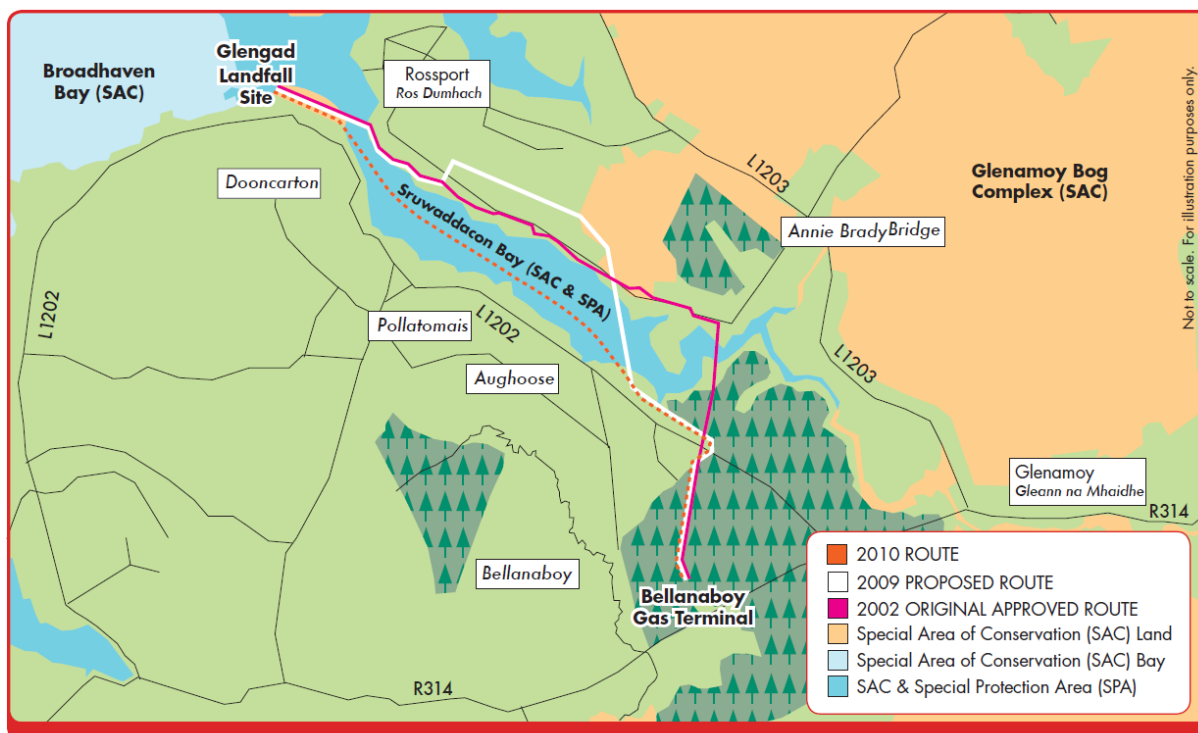 Glengad
Landfall
Site
Broadhaven
Bay (SAC)
Rossport
Ros Dumhach
Dooncarton
L1203
Glenamoy Bog
Complex (SAC)
Annie Brady Bridge
Sruwaddacon Bay (SAC & SPA)
L1202
Pollatomais
L1202
Aughoose
L1203
Glenamoy
Gleann na Mhaidhe
R314
Bellanaboy
Bellanaboy
Gas Terminal
R314
2010 ROUTE
2009 PROPOSED ROUTE
2002 ORIGINAL APPROVED ROUTE
Special Area of Conservation (SAC) Land
Special Area of Conservation (SAC) Bay
SAC & Special Protection Area (SPA)
Not to scale. For illustration purposes only.